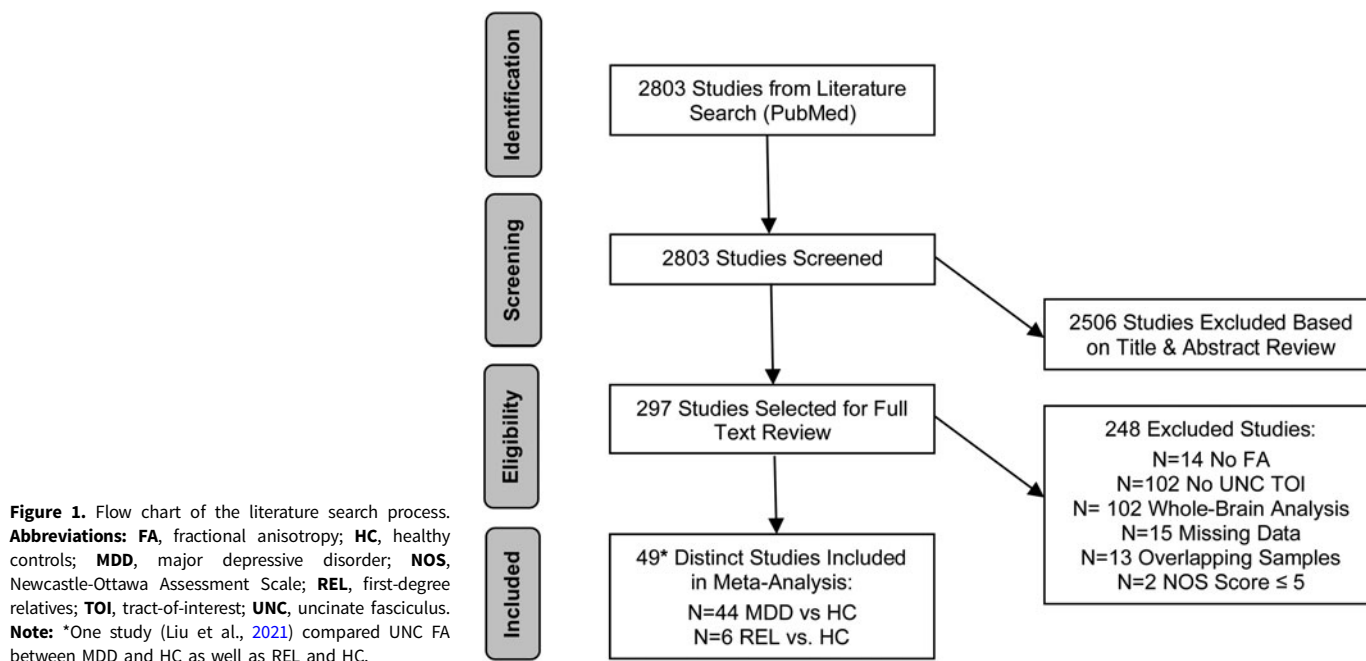 Identification
2803 Studies from Literature
Search (PubMed)
Screening
2803 Studies Screened
2506 Studies Excluded Based
on Title & Abstract Review
Eligibility
297 Studies Selected for Full
Text Review
248 Excluded Studies:
N=14 No FA
N=102 No UNC TOI
N= 102 Whole-Brain Analysis
N=15 Missing Data
N=13 Overlapping Samples
N=2 NOS Score ≤ 5
Included
49* Distinct Studies Included
in Meta-Analysis:
N=44 MDD vs HC
N=6 REL vs. HC
Figure 1. Flow chart of the literature search process.
Abbreviations: FA, fractional anisotropy; HC, healthy
controls; MDD, major depressive disorder; NOS,
Newcastle-Ottawa Assessment Scale; REL, first-degree
relatives; TOI, tract-of-interest; UNC, uncinate fasciculus.
Note: *One study (Liu et al., 2021) compared UNC FA
between MDD and HC as well as REL and HC.